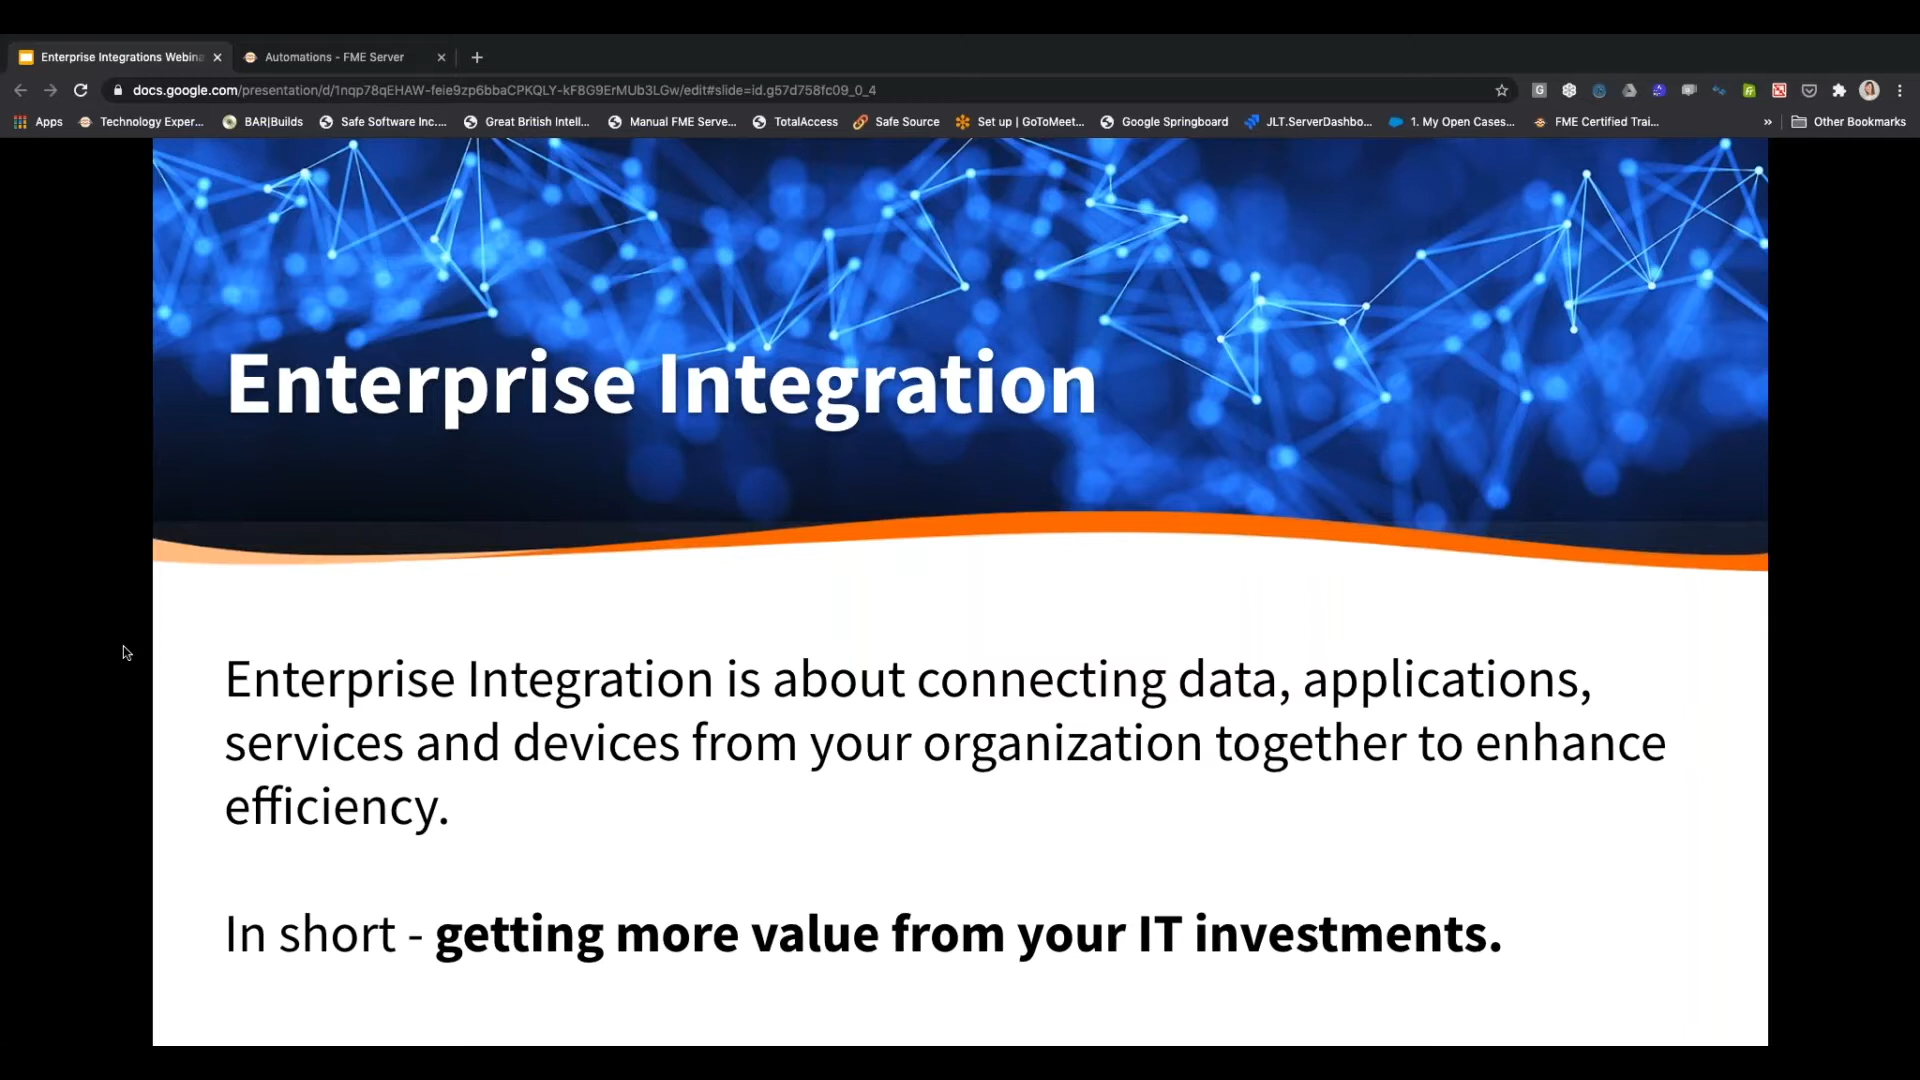 Enterprise Integrations Webina
Automations - FME Server
docs.google.com/presentation/d/1nqp78qEHAW-feie9zp6bbaCPKQLY-kF8G9ErMUb3LGw/edit#slide=id.g57d758fc09_0_4
Apps
Technology Exper...
BAR|Builds
Safe Software Inc....
Great British Intell...
Manual FME Serve...
TotalAccess
Safe Source
Set up | GoToMeet...
Google Springboard
JLT.ServerDashbo...
1. My Open Cases...
FME Certified Trai...
»
Other Bookmarks
Enterprise Integration
Enterprise Integration is about connecting data, applications,
services and devices from your organization together to enhance
efficiency.
In short - getting more value from your IT investments.